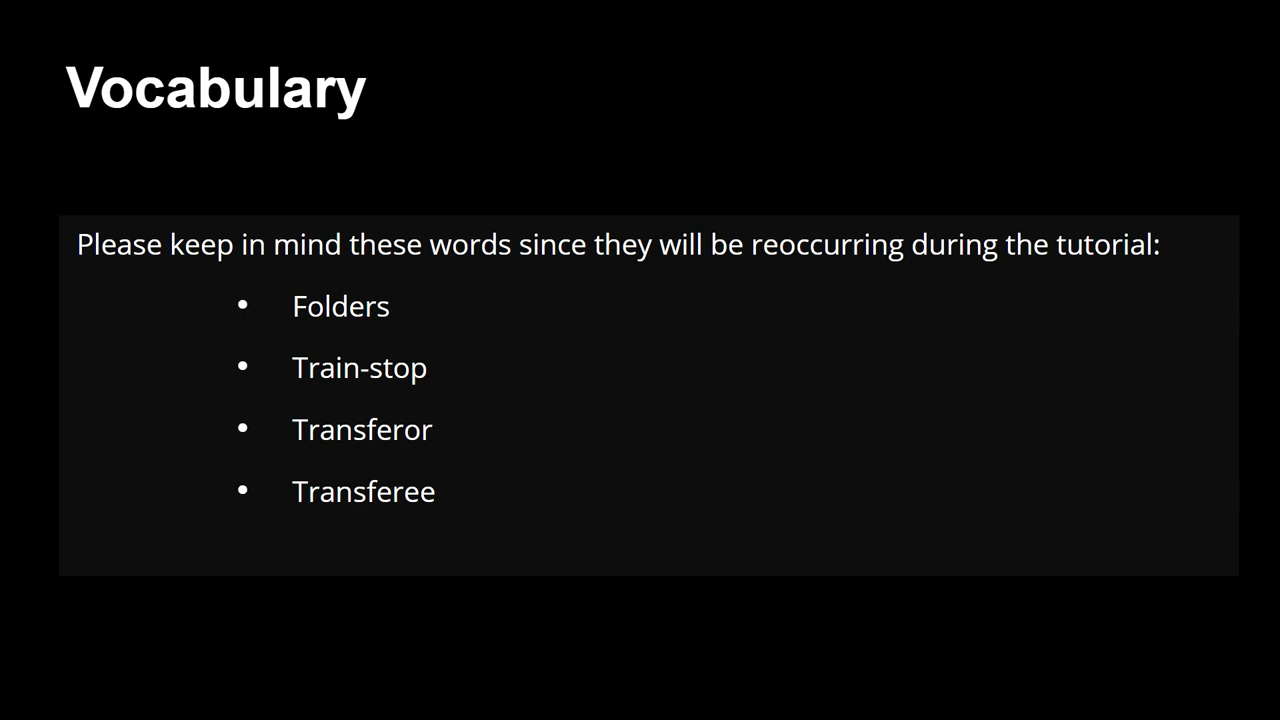 Vocabulary
Please keep in mind these words since they will be reoccurring during the tutorial:
• Folders
• Train-stop
• Transferor
• Transferee